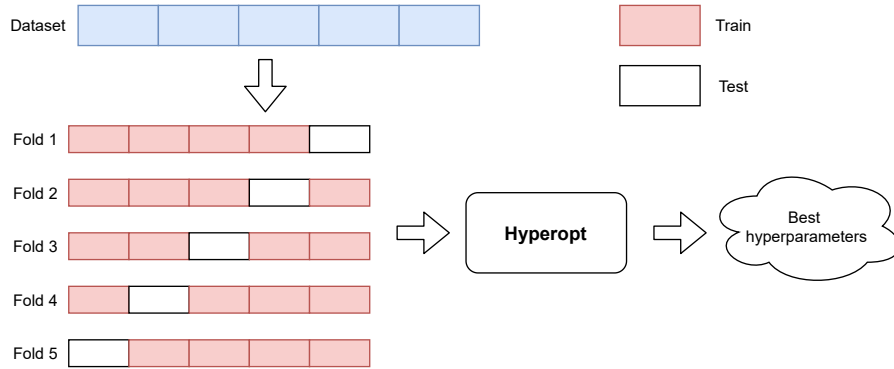 Dataset
Train
Test
Fold 1
Fold 2
Fold 3
Fold 4
Fold 5
Hyperopt
Best
hyperparameters